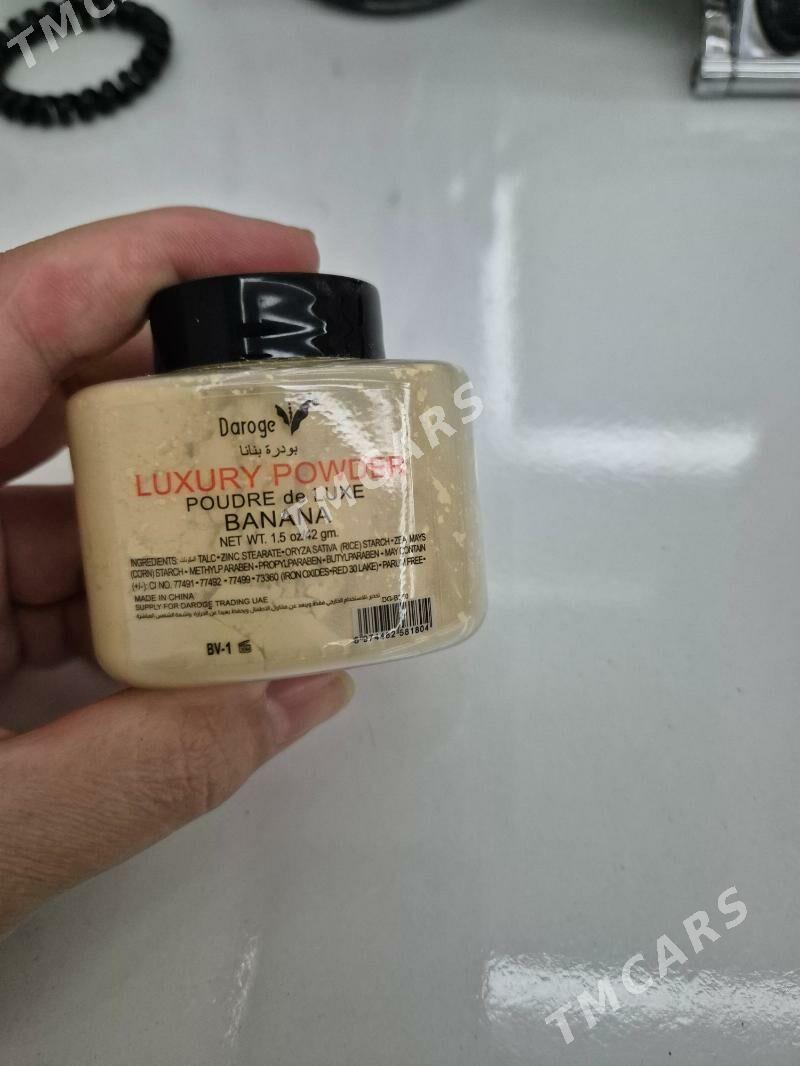 TMCARS
Daroge
بودرة بنانا
LUXURY POWDER
POUDRE de LUXE
BANANA
NET WT. 1.5 oz/42 gm.
INGREDIENTS: المكونات: TALC•ZINC STEARATE•ORYZA SATIVA (RICE) STARCH•ZEA MAYS
(CORN) STARCH • METHYLPARABEN•PROPYLPARABEN•BUTYLPARABEN • MAY CONTAIN
(+/-): CI NO. 77491•77492 •77499•73360 (IRON OXIDES•RED 30 LAKE)• PARUM FREE•
MADE IN CHINA
SUPPLY FOR DAROGE TRADING UAE
BV-1
TMCARS
TMCARS